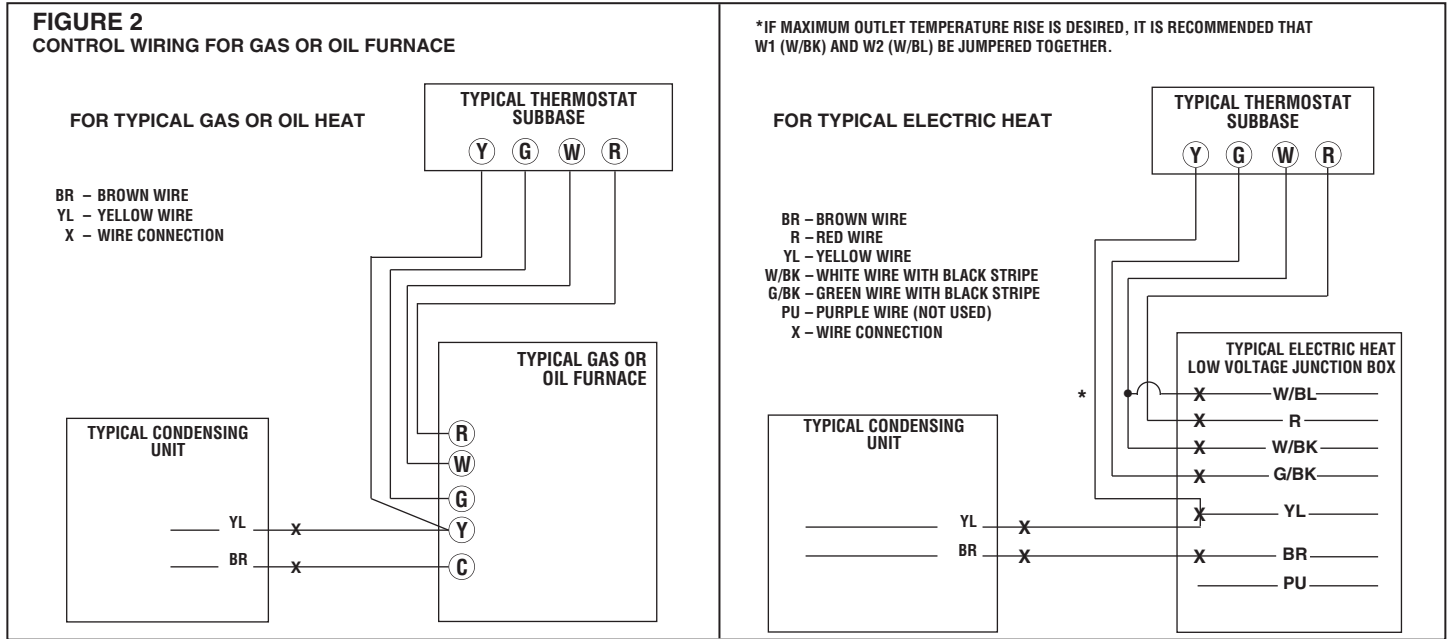 FIGURE 2
CONTROL WIRING FOR GAS OR OIL FURNACE
FOR TYPICAL GAS OR OIL HEAT
TYPICAL THERMOSTAT
SUBBASE
Y G W R
BR – BROWN WIRE
YL – YELLOW WIRE
X – WIRE CONNECTION
TYPICAL GAS OR
OIL FURNACE
R
W
G
Y
C
TYPICAL CONDENSING
UNIT
YL X
BR X
*IF MAXIMUM OUTLET TEMPERATURE RISE IS DESIRED, IT IS RECOMMENDED THAT
W1 (W/BK) AND W2 (W/BL) BE JUMPERED TOGETHER.
FOR TYPICAL ELECTRIC HEAT
TYPICAL THERMOSTAT
SUBBASE
Y G W R
BR – BROWN WIRE
R – RED WIRE
YL – YELLOW WIRE
W/BK – WHITE WIRE WITH BLACK STRIPE
G/BK – GREEN WIRE WITH BLACK STRIPE
PU – PURPLE WIRE (NOT USED)
X – WIRE CONNECTION
TYPICAL ELECTRIC HEAT
LOW VOLTAGE JUNCTION BOX
* X W/BL
X R
X W/BK
X G/BK
X YL
X BR
PU
TYPICAL CONDENSING
UNIT
YL X
BR X